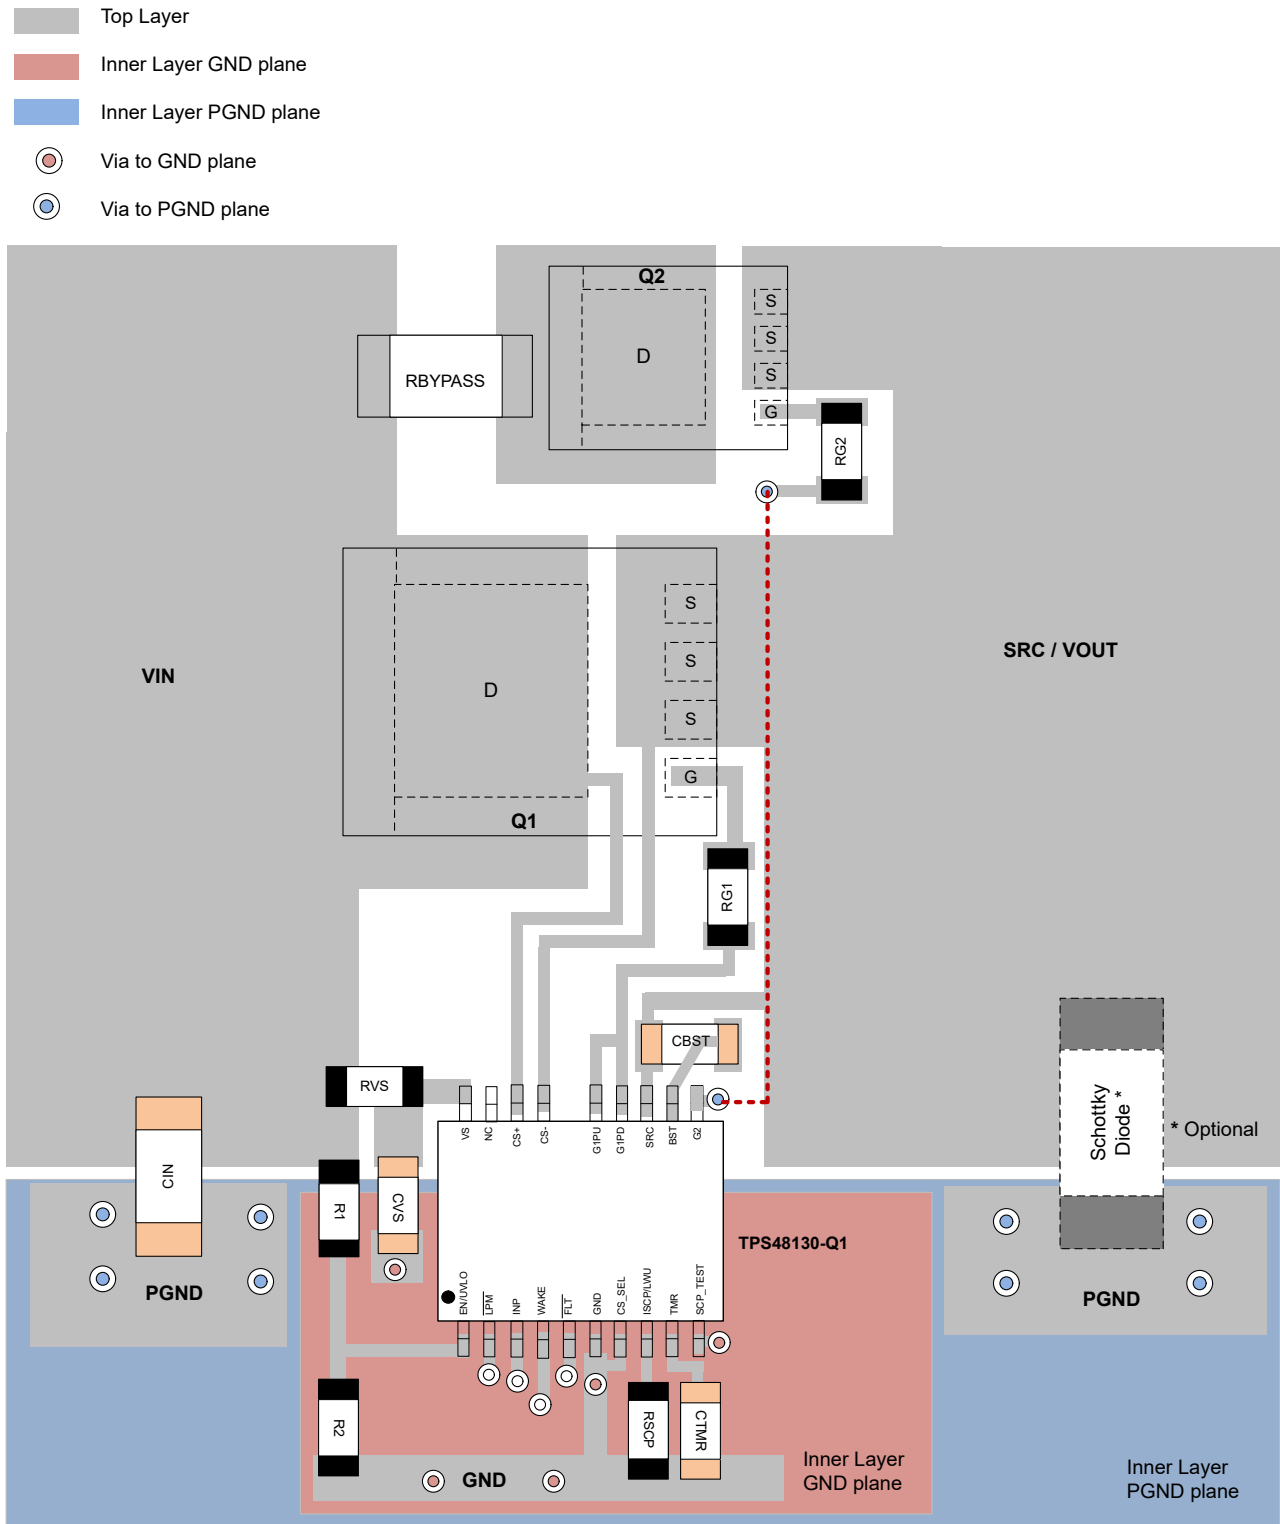 Top Layer
Inner Layer GND plane
Inner Layer PGND plane
Via to GND plane
Via to PGND plane
Q2
S
S
S
G
D
RBYPASS
RG2
S
S
S
G
D
Q1
VIN
SRC / VOUT
RG1
CBST
RVS
VS
NC
CS+
CS-
G1PU
G1PD
SRC
BST
G2
CIN
R1
CVS
Schottky
Diode *
* Optional
TPS48130-Q1
PGND
PGND
EN/UVLO
LPM
INP
WAKE
FLT
GND
CS_SEL
ISCP/LWU
TMR
SCP_TEST
R2
RSCP
CTMR
GND
Inner Layer
GND plane
Inner Layer
PGND plane